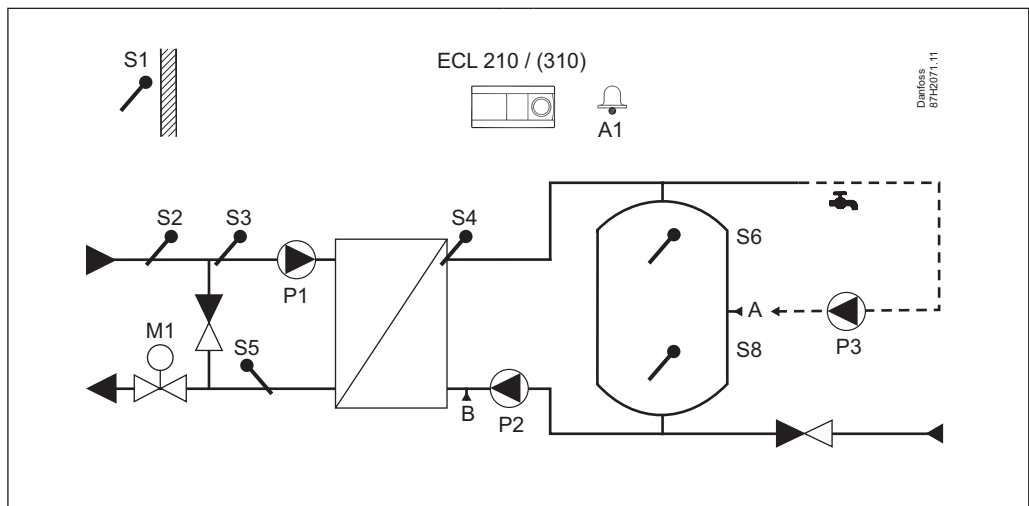 S1
ECL 210 / (310)
A1
Danfoss
87H2071.11
S2
S3
S4
S6
P1
A
P3
M1
S5
S8
B
P2